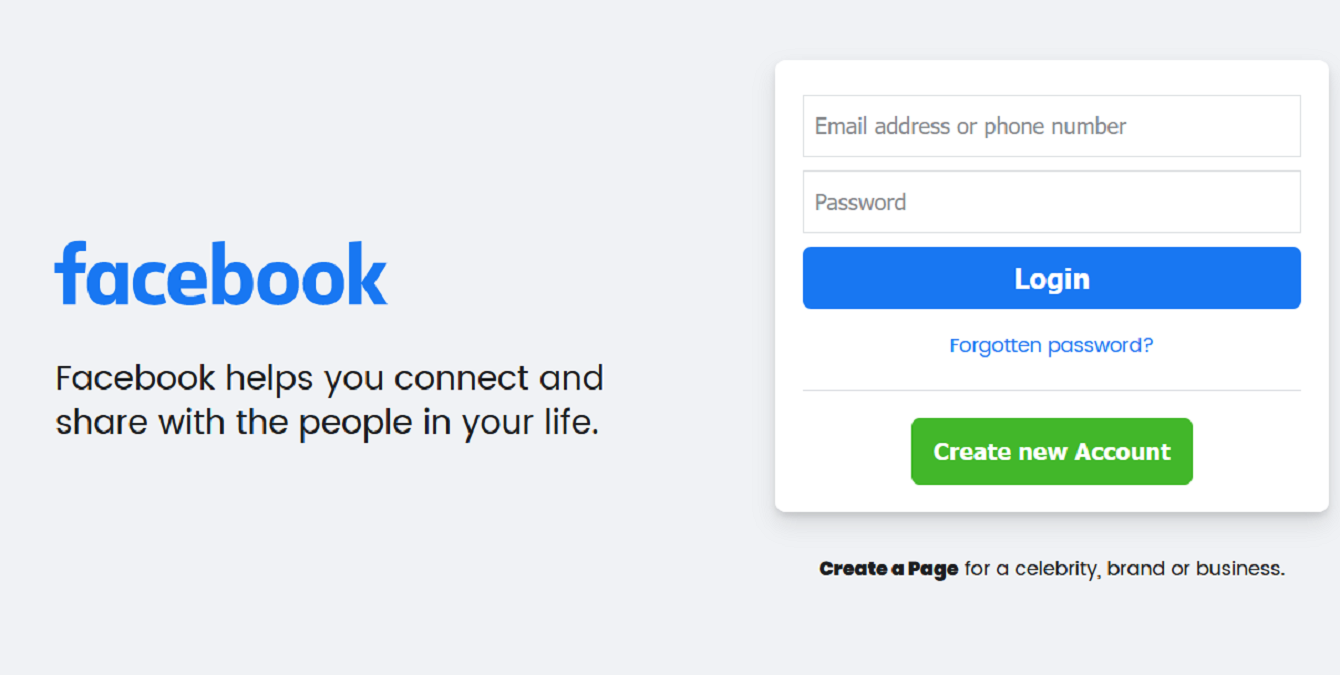 facebook
Facebook helps you connect and
share with the people in your life.
Email address or phone number
Password
Login
Forgotten password?
Create new Account
Create a Page for a celebrity, brand or business.